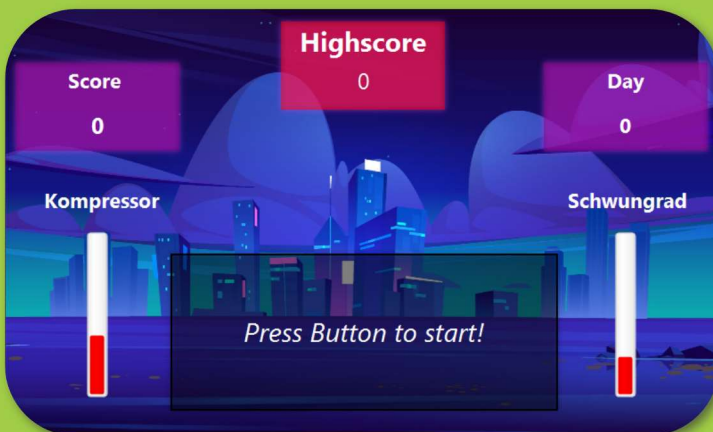 Highscore
0
Score
0
Day
0
Kompressor
Schwungrad
Press Button to start!